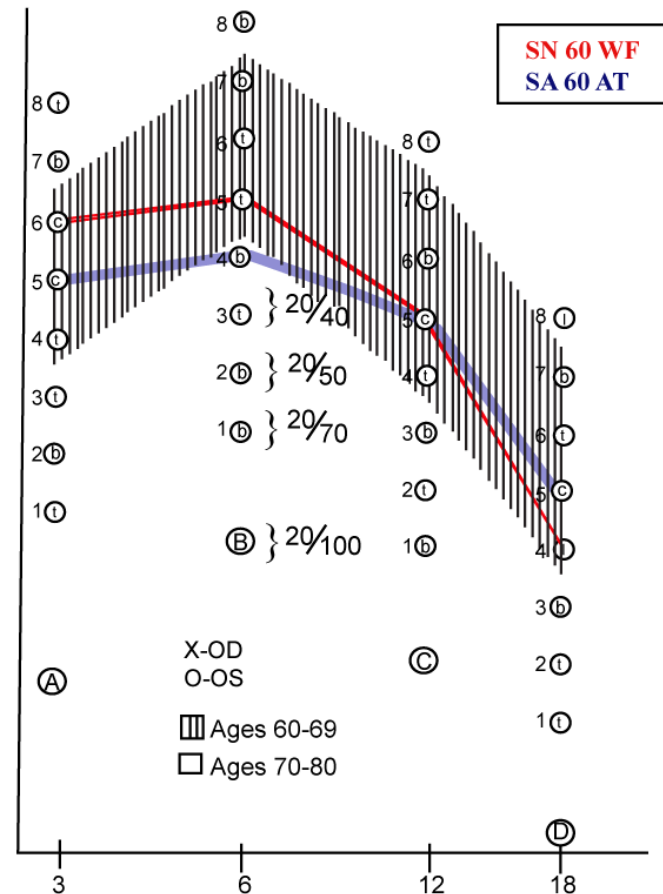 SN 60 WF
SA 60 AT
8 t
7 b
6 c
5 c
4 t
3 t
2 b
1 t
A
8 b
7 b
6 t
5 t
4 b
3 t } 20/40
2 b } 20/50
1 b } 20/70
B } 20/100
8 t
7 t
6 b
5 c
4 t
3 b
2 t
1 b
C
8 l
7 b
6 t
5 c
4 l
3 b
2 t
1 t
D
X-OD
O-OS
Ages 60-69
Ages 70-80
3 6 12 18